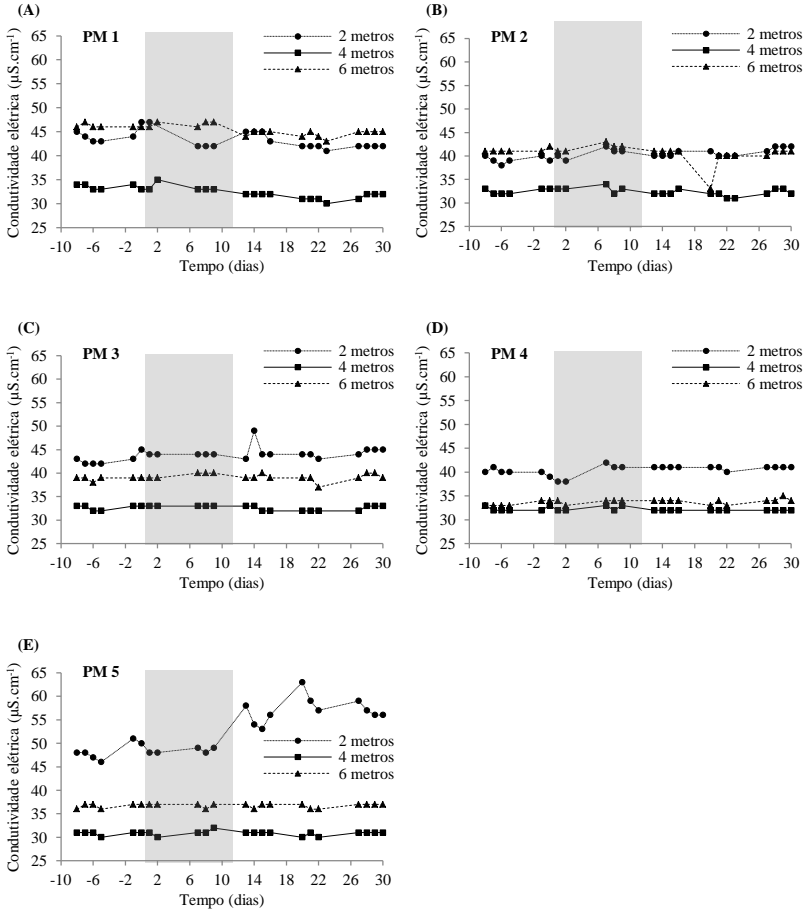 (A)
PM 1
2 metros
4 metros
6 metros
Condutividade elétrica (µS.cm-1)
65
60
55
50
45
40
35
30
25
-10 -6 -2 2 6 10 14 18 22 26 30
Tempo (dias)
(B)
PM 2
2 metros
4 metros
6 metros
Condutividade elétrica (µS.cm-1)
65
60
55
50
45
40
35
30
25
-10 -6 -2 2 6 10 14 18 22 26 30
Tempo (dias)
(C)
PM 3
2 metros
4 metros
6 metros
Condutividade elétrica (µS.cm-1)
65
60
55
50
45
40
35
30
25
-10 -6 -2 2 6 10 14 18 22 26 30
Tempo (dias)
(D)
PM 4
2 metros
4 metros
6 metros
Condutividade elétrica (µS.cm-1)
65
60
55
50
45
40
35
30
25
-10 -6 -2 2 6 10 14 18 22 26 30
Tempo (dias)
(E)
PM 5
2 metros
4 metros
6 metros
Condutividade elétrica (µS.cm-1)
65
60
55
50
45
40
35
30
25
-10 -6 -2 2 6 10 14 18 22 26 30
Tempo (dias)